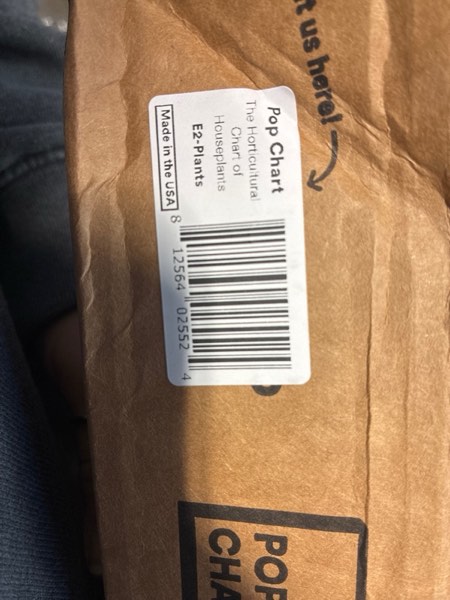 t us here!
Pop Chart
The Horticultural
Chart of
Houseplants
E2-Plants
Made in the USA
8 12564 02552 4
POP
CHA